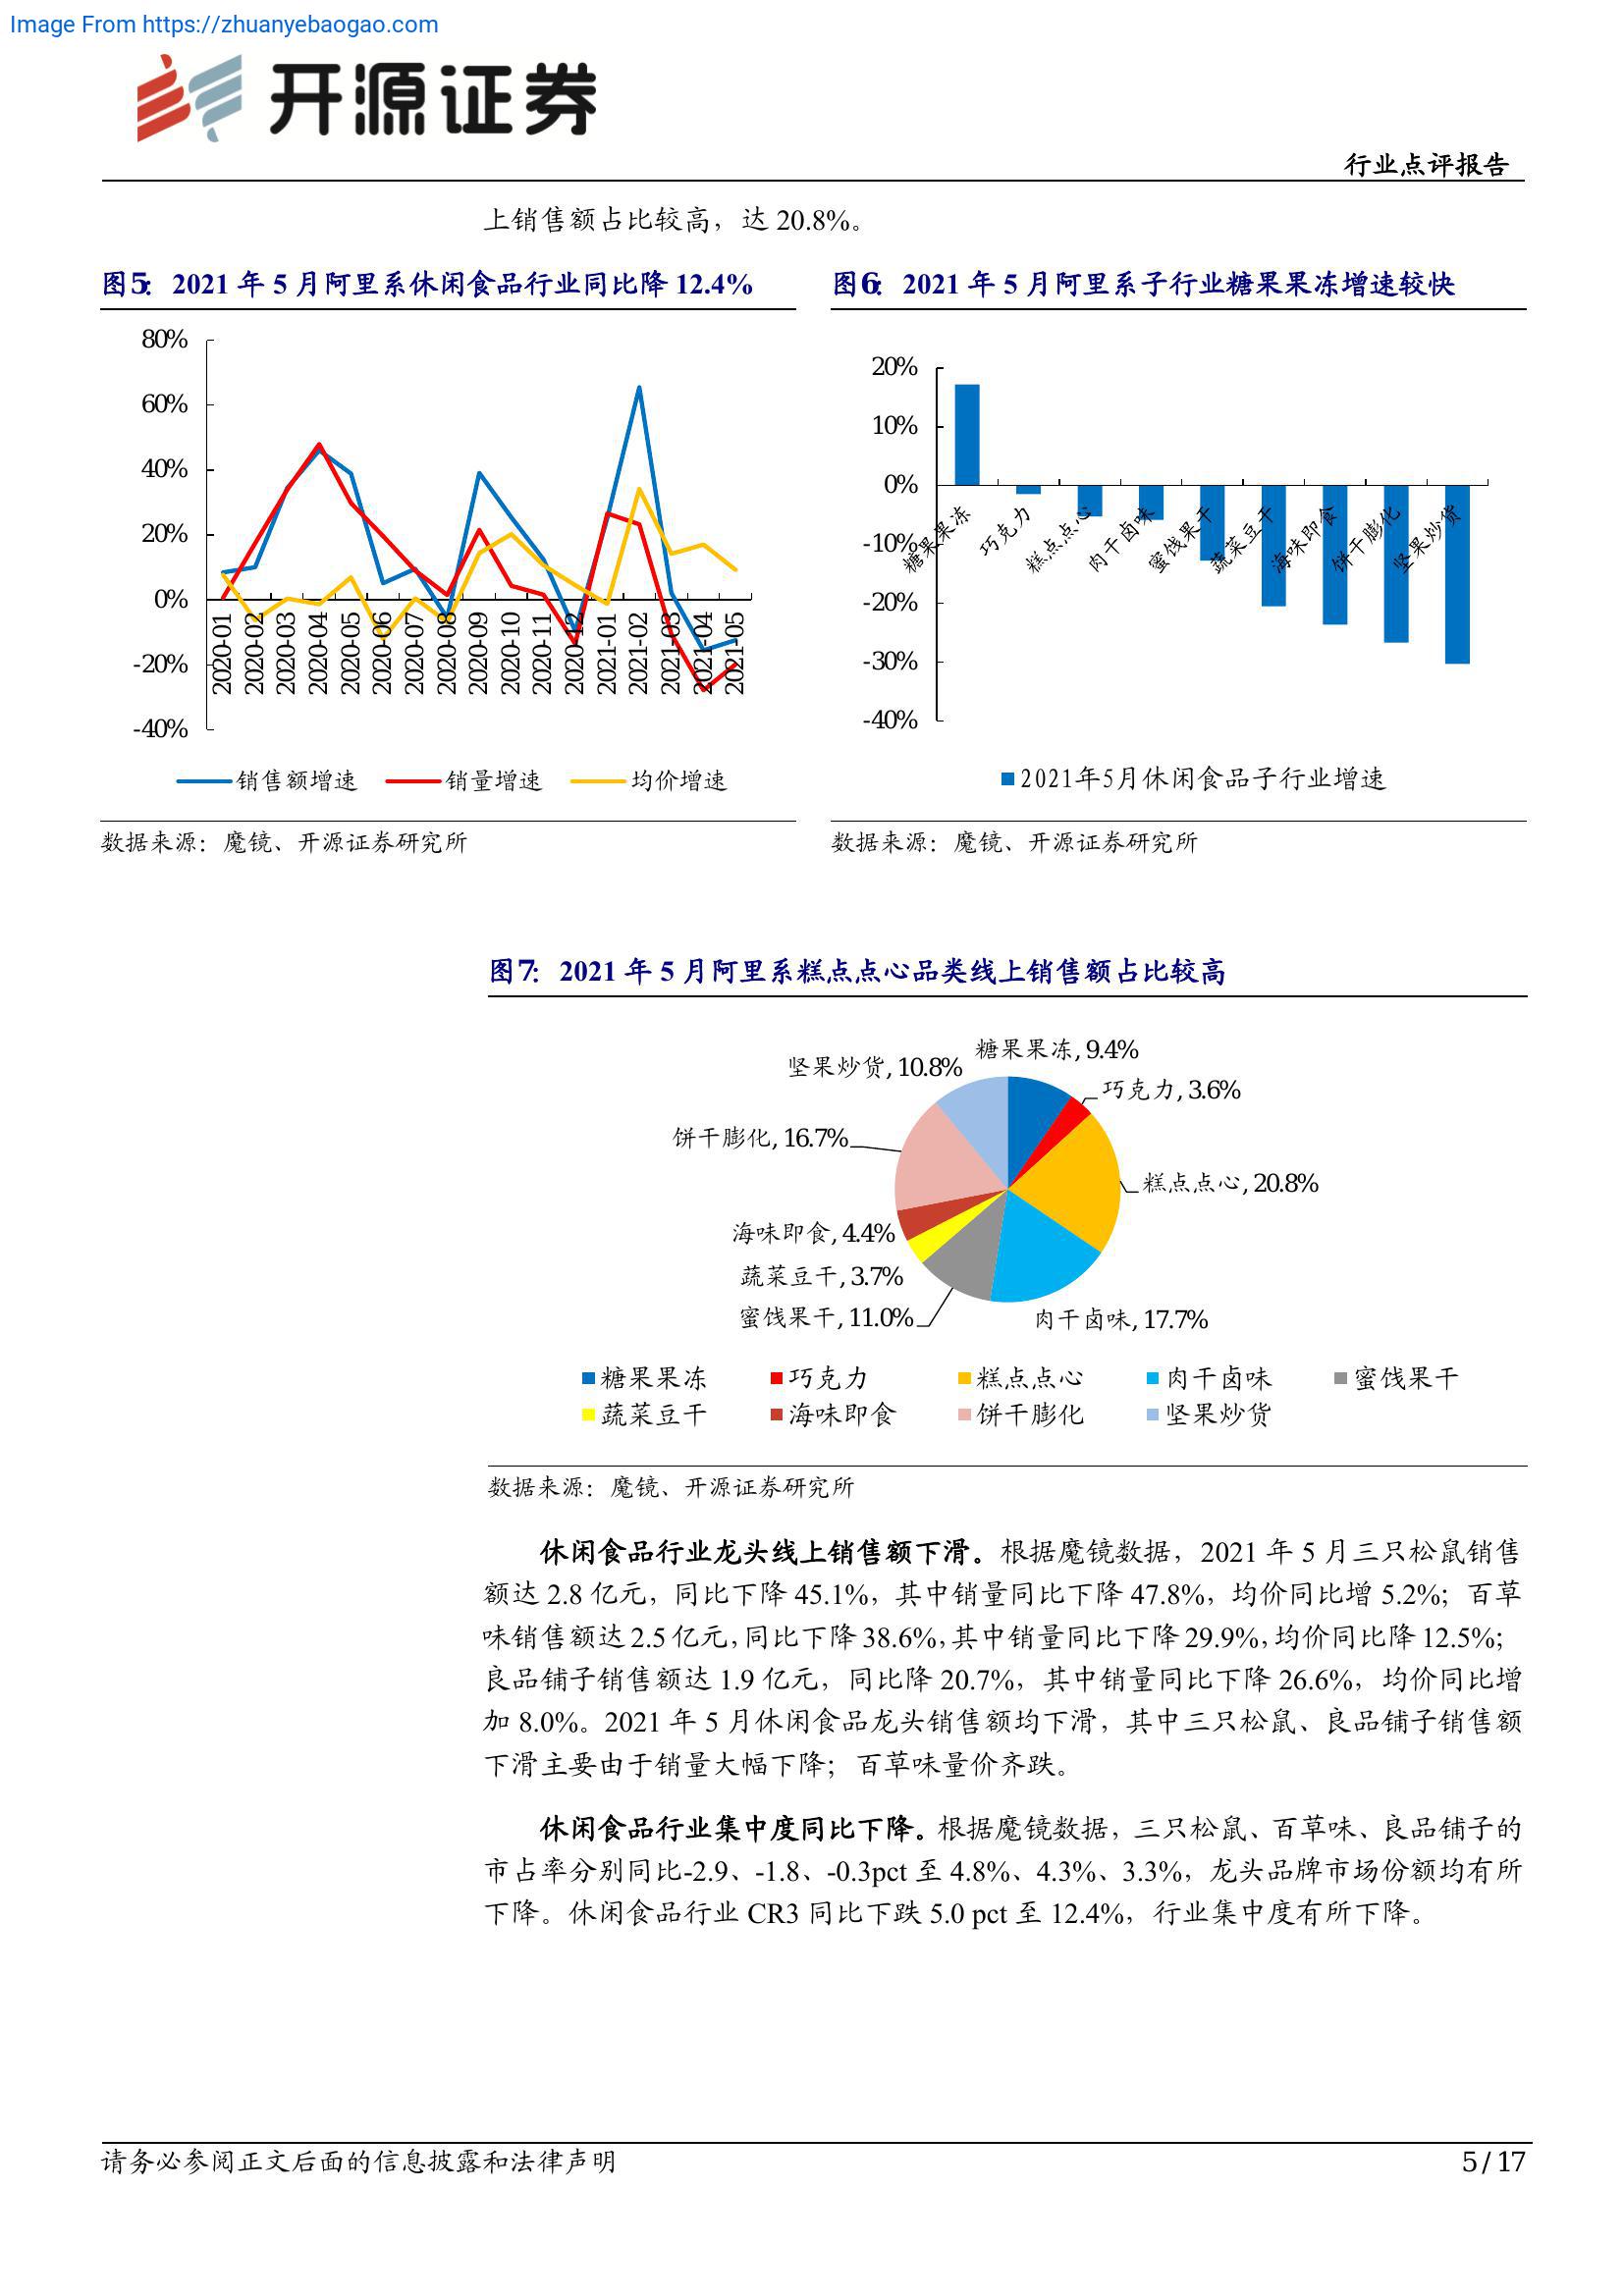 Image From https://zhuanyebaogao.com
开源证券
行业点评报告
上销售额占比较高，达 20.8%。
图5： 2021 年 5 月阿里系休闲食品行业同比降 12.4%
80%
60%
40%
20%
0%
-20%
-40%
2020-01
2020-02
2020-03
2020-04
2020-05
2020-06
2020-07
2020-08
2020-09
2020-10
2020-11
2020-12
2021-01
2021-02
2021-03
2021-04
2021-05
销售额增速 销量增速 均价增速
数据来源：魔镜、开源证券研究所
图6： 2021 年 5 月阿里系子行业糖果果冻增速较快
20%
10%
0%
-10%
-20%
-30%
-40%
糖果果冻
巧克力
糕点点心
肉干卤味
蜜饯果干
蔬菜豆干
海味即食
饼干膨化
坚果炒货
2021年5月休闲食品子行业增速
数据来源：魔镜、开源证券研究所
图7： 2021 年 5 月阿里系糕点点心品类线上销售额占比较高
糖果果冻, 9.4%
坚果炒货, 10.8%
巧克力, 3.6%
饼干膨化, 16.7%
糕点点心, 20.8%
海味即食, 4.4%
蔬菜豆干, 3.7%
蜜饯果干, 11.0%
肉干卤味, 17.7%
糖果果冻 巧克力 糕点点心 肉干卤味 蜜饯果干
蔬菜豆干 海味即食 饼干膨化 坚果炒货
数据来源：魔镜、开源证券研究所
休闲食品行业龙头线上销售额下滑。根据魔镜数据，2021 年 5 月三只松鼠销售
额达 2.8 亿元，同比下降 45.1%，其中销量同比下降 47.8%，均价同比增 5.2%；百草
味销售额达 2.5 亿元，同比下降 38.6%，其中销量同比下降 29.9%，均价同比降 12.5%；
良品铺子销售额达 1.9 亿元，同比降 20.7%，其中销量同比下降 26.6%，均价同比增
加 8.0%。2021 年 5 月休闲食品龙头销售额均下滑，其中三只松鼠、良品铺子销售额
下滑主要由于销量大幅下降；百草味量价齐跌。
休闲食品行业集中度同比下降。根据魔镜数据，三只松鼠、百草味、良品铺子的
市占率分别同比-2.9、-1.8、-0.3pct 至 4.8%、4.3%、3.3%，龙头品牌市场份额均有所
下降。休闲食品行业 CR3 同比下跌 5.0 pct 至 12.4%，行业集中度有所下降。
请务必参阅正文后面的信息披露和法律声明
5 / 17